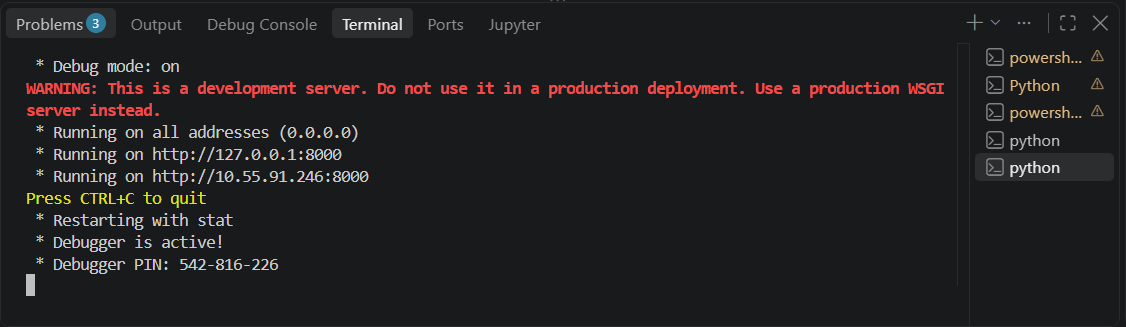 Problems 3 Output Debug Console Terminal Ports Jupyter
* Debug mode: on
WARNING: This is a development server. Do not use it in a production deployment. Use a production WSGI
server instead.
* Running on all addresses (0.0.0.0)
* Running on http://127.0.0.1:8000
* Running on http://10.55.91.246:8000
Press CTRL+C to quit
* Restarting with stat
* Debugger is active!
* Debugger PIN: 542-816-226
powersh...
Python
powersh...
python
python